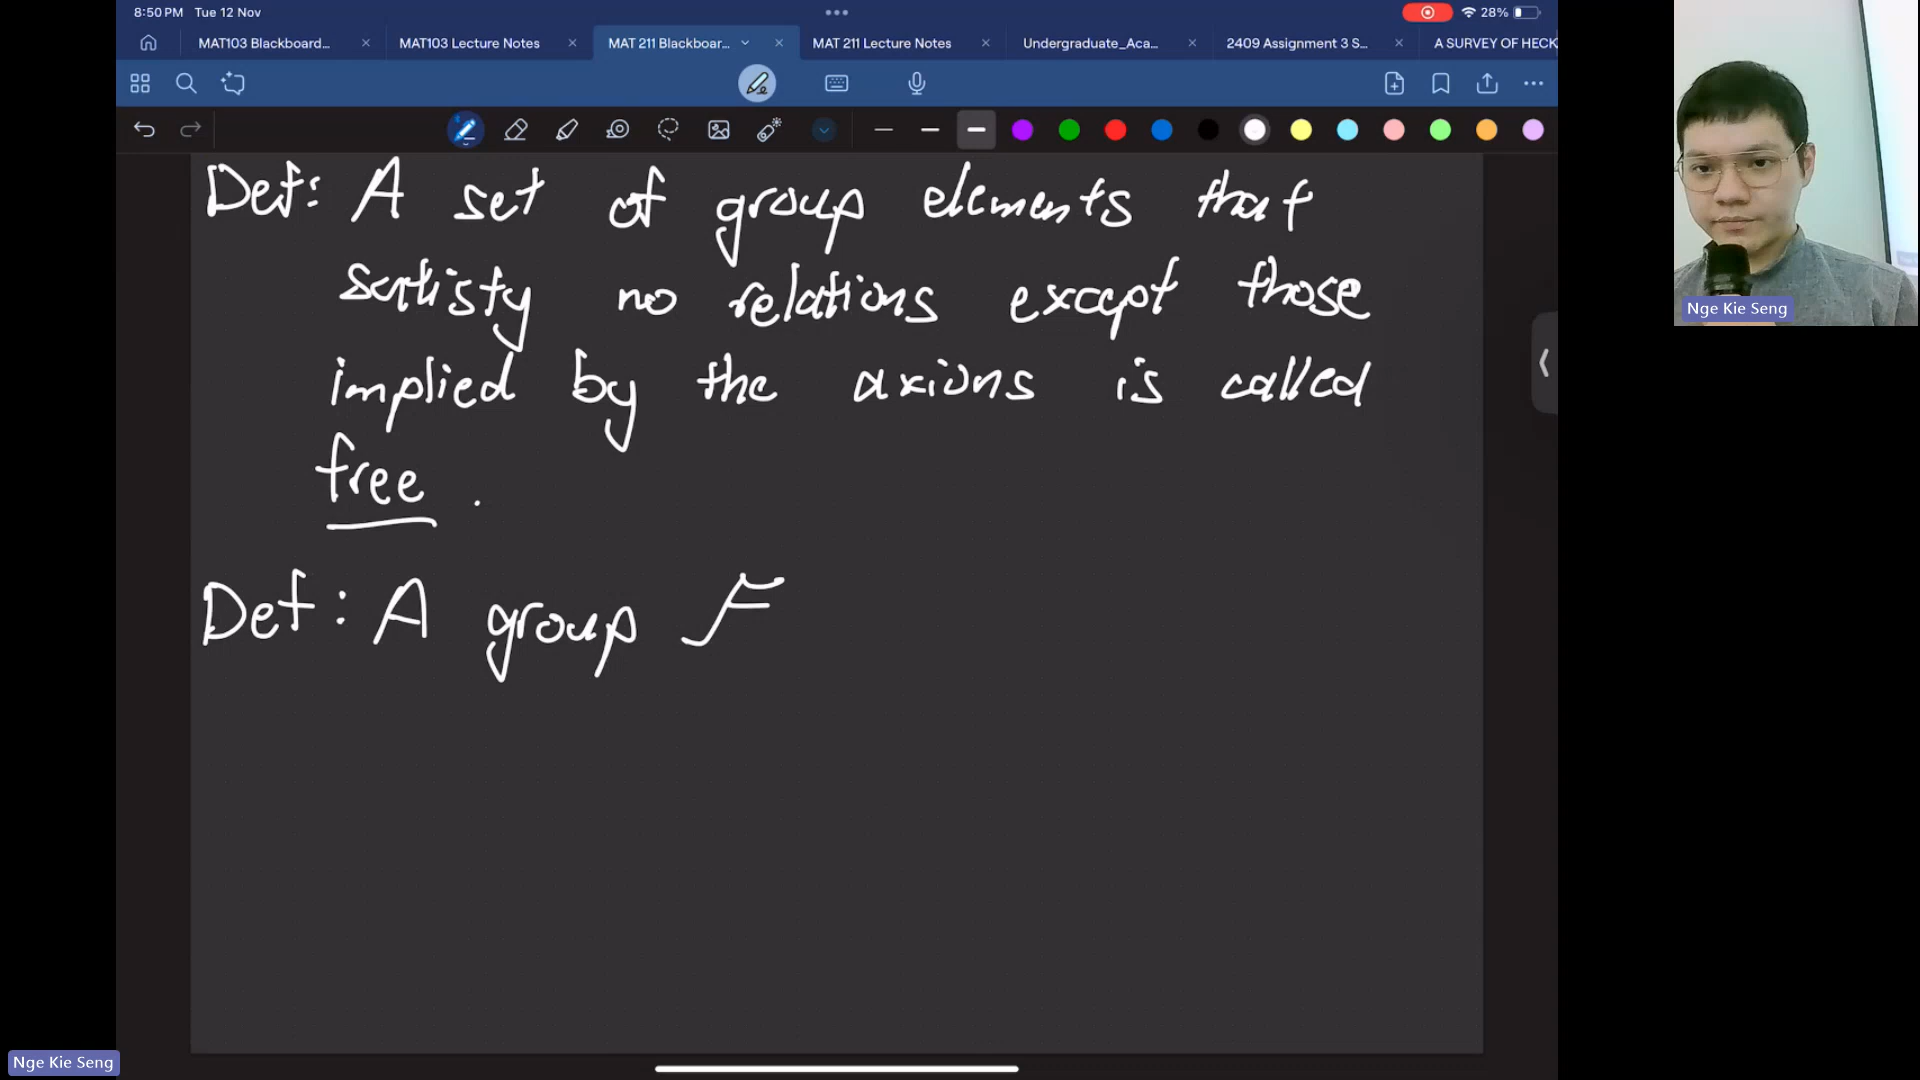 8:50 PM Tue 12 Nov
28%
MAT103 Blackboard...
MAT103 Lecture Notes
MAT 211 Blackboar...
MAT 211 Lecture Notes
Undergraduate_Aca...
2409 Assignment 3 S...
A SURVEY OF HECK
Def: A set of group elements that
satisfy no relations except those
implied by the axioms is called
free.
Def: A group F
Nge Kie Seng
Nge Kie Seng